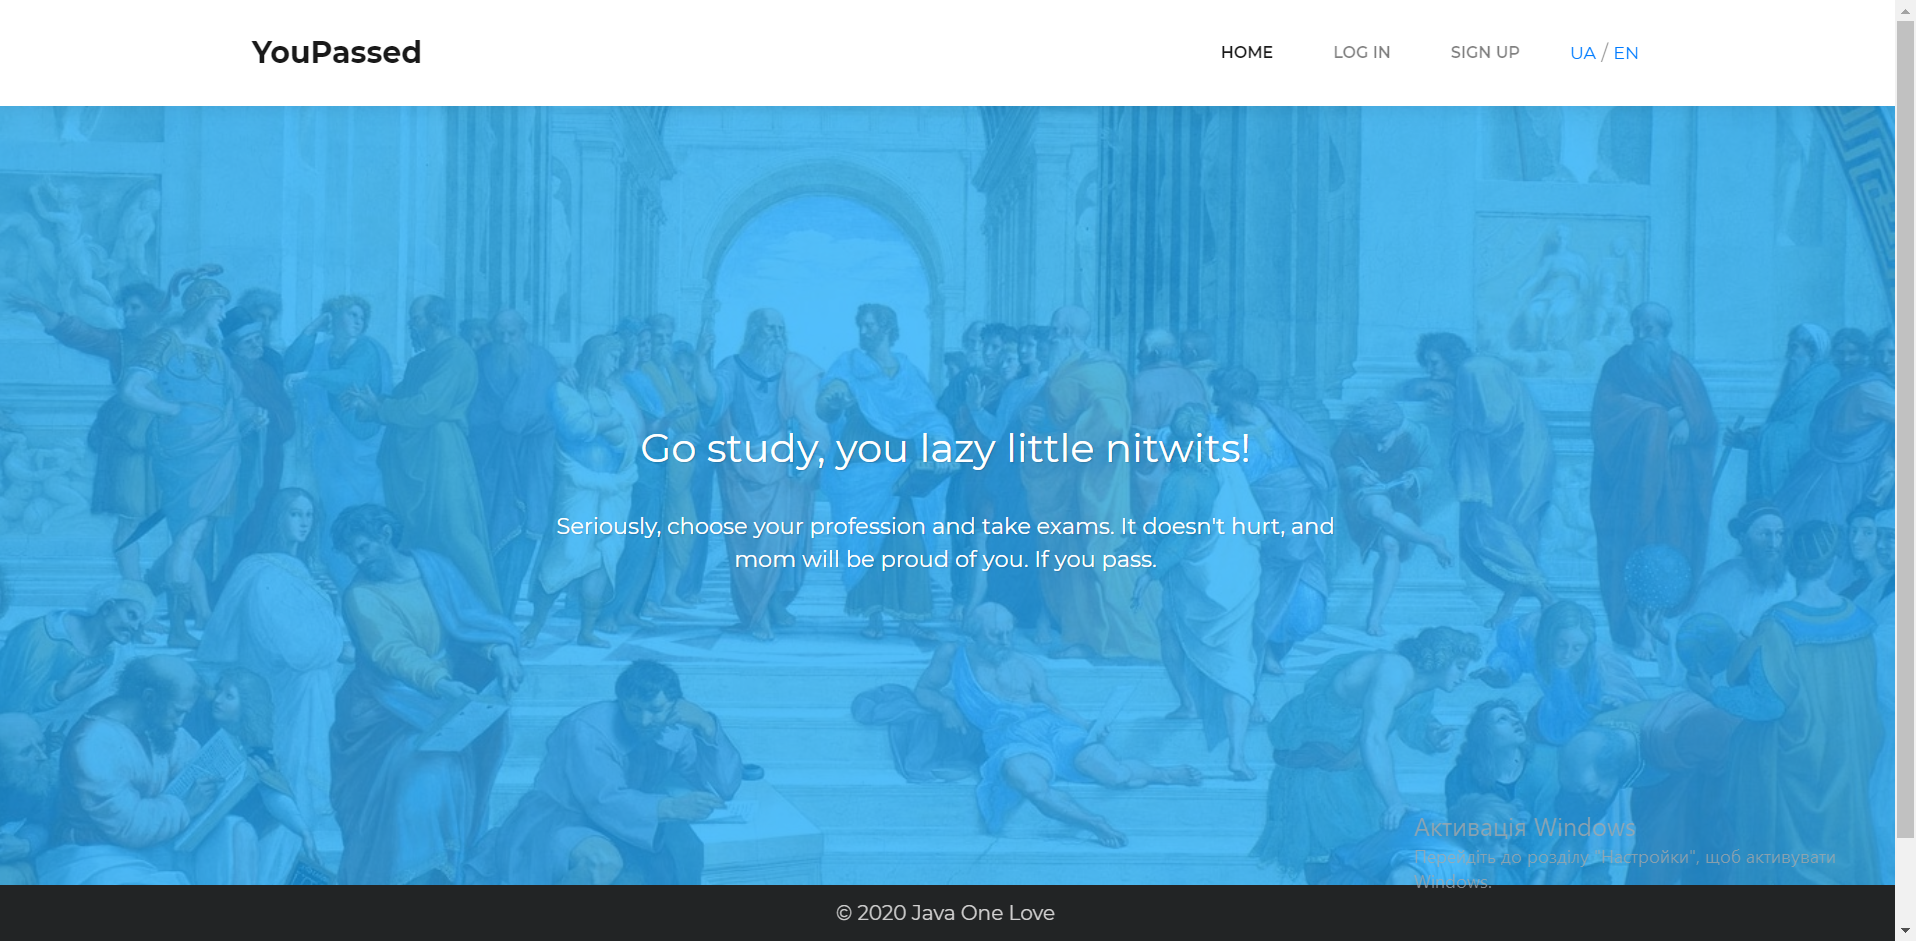 YouPassed
HOME LOG IN SIGN UP UA / EN
Go study, you lazy little nitwits!
Seriously, choose your profession and take exams. It doesn't hurt, and
mom will be proud of you. If you pass.
Активація Windows
Перейдіть до розділу "Настройки", щоб активувати
Windows.
© 2020 Java One Love